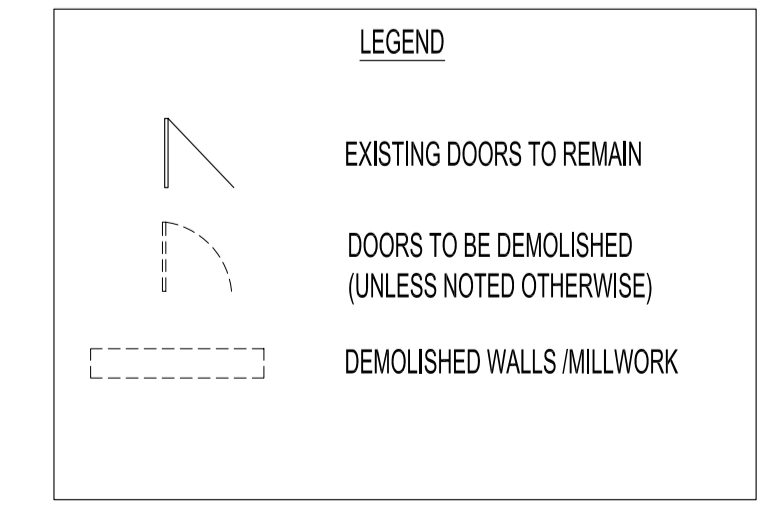 LEGEND
EXISTING DOORS TO REMAIN
DOORS TO BE DEMOLISHED
(UNLESS NOTED OTHERWISE)
DEMOLISHED WALLS /MILLWORK